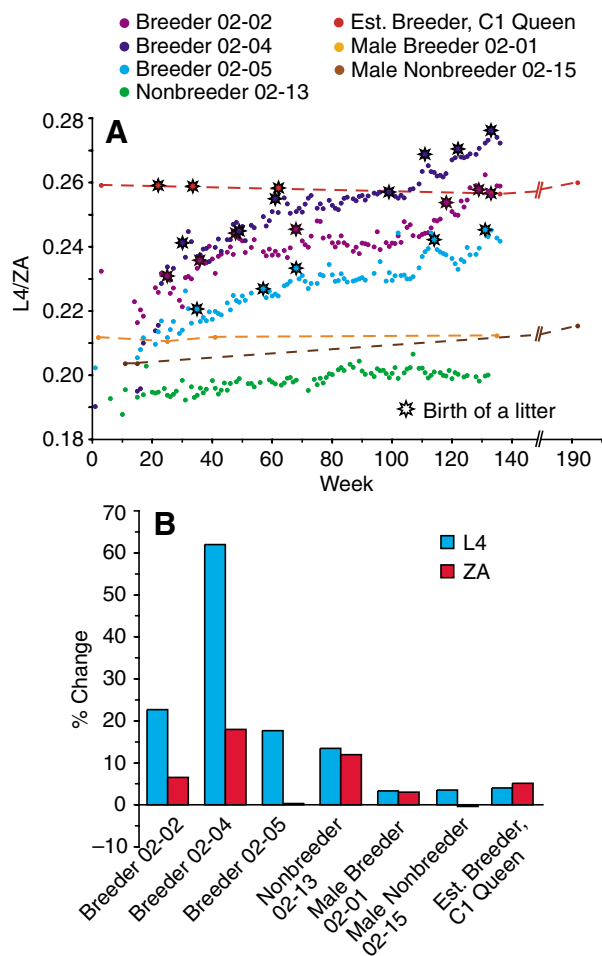 Breeder 02-02
Breeder 02-04
Breeder 02-05
Nonbreeder 02-13
Est. Breeder, C1 Queen
Male Breeder 02-01
Male Nonbreeder 02-15
A
L4/ZA
0.28
0.26
0.24
0.22
0.20
0.18
Birth of a litter
0 20 40 60 80 100 120 140 190
Week
B
% Change
70
60
50
40
30
20
10
0
−10
L4
ZA
Breeder 02-02
Breeder 02-04
Breeder 02-05
Nonbreeder
02-13
Male Breeder
02-01
Male Nonbreeder
02-15
Est. Breeder,
C1 Queen